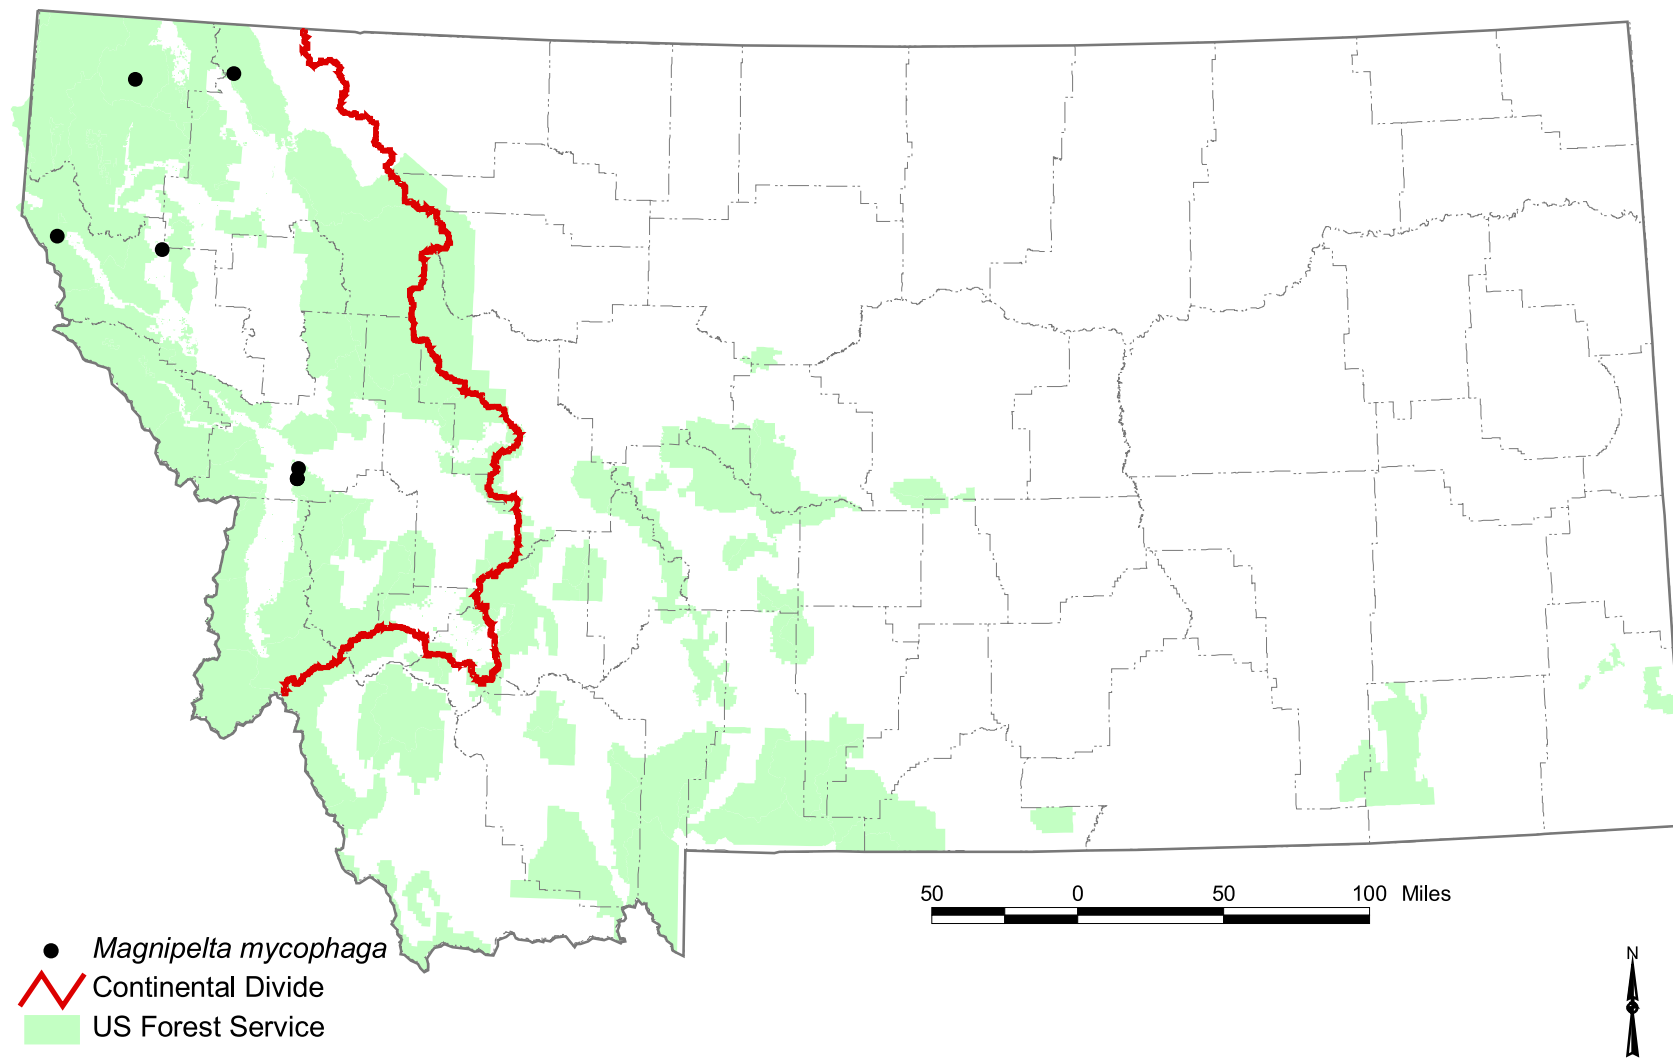 50 0 50 100 Miles
Magnipelta mycophaga
Continental Divide
US Forest Service
N